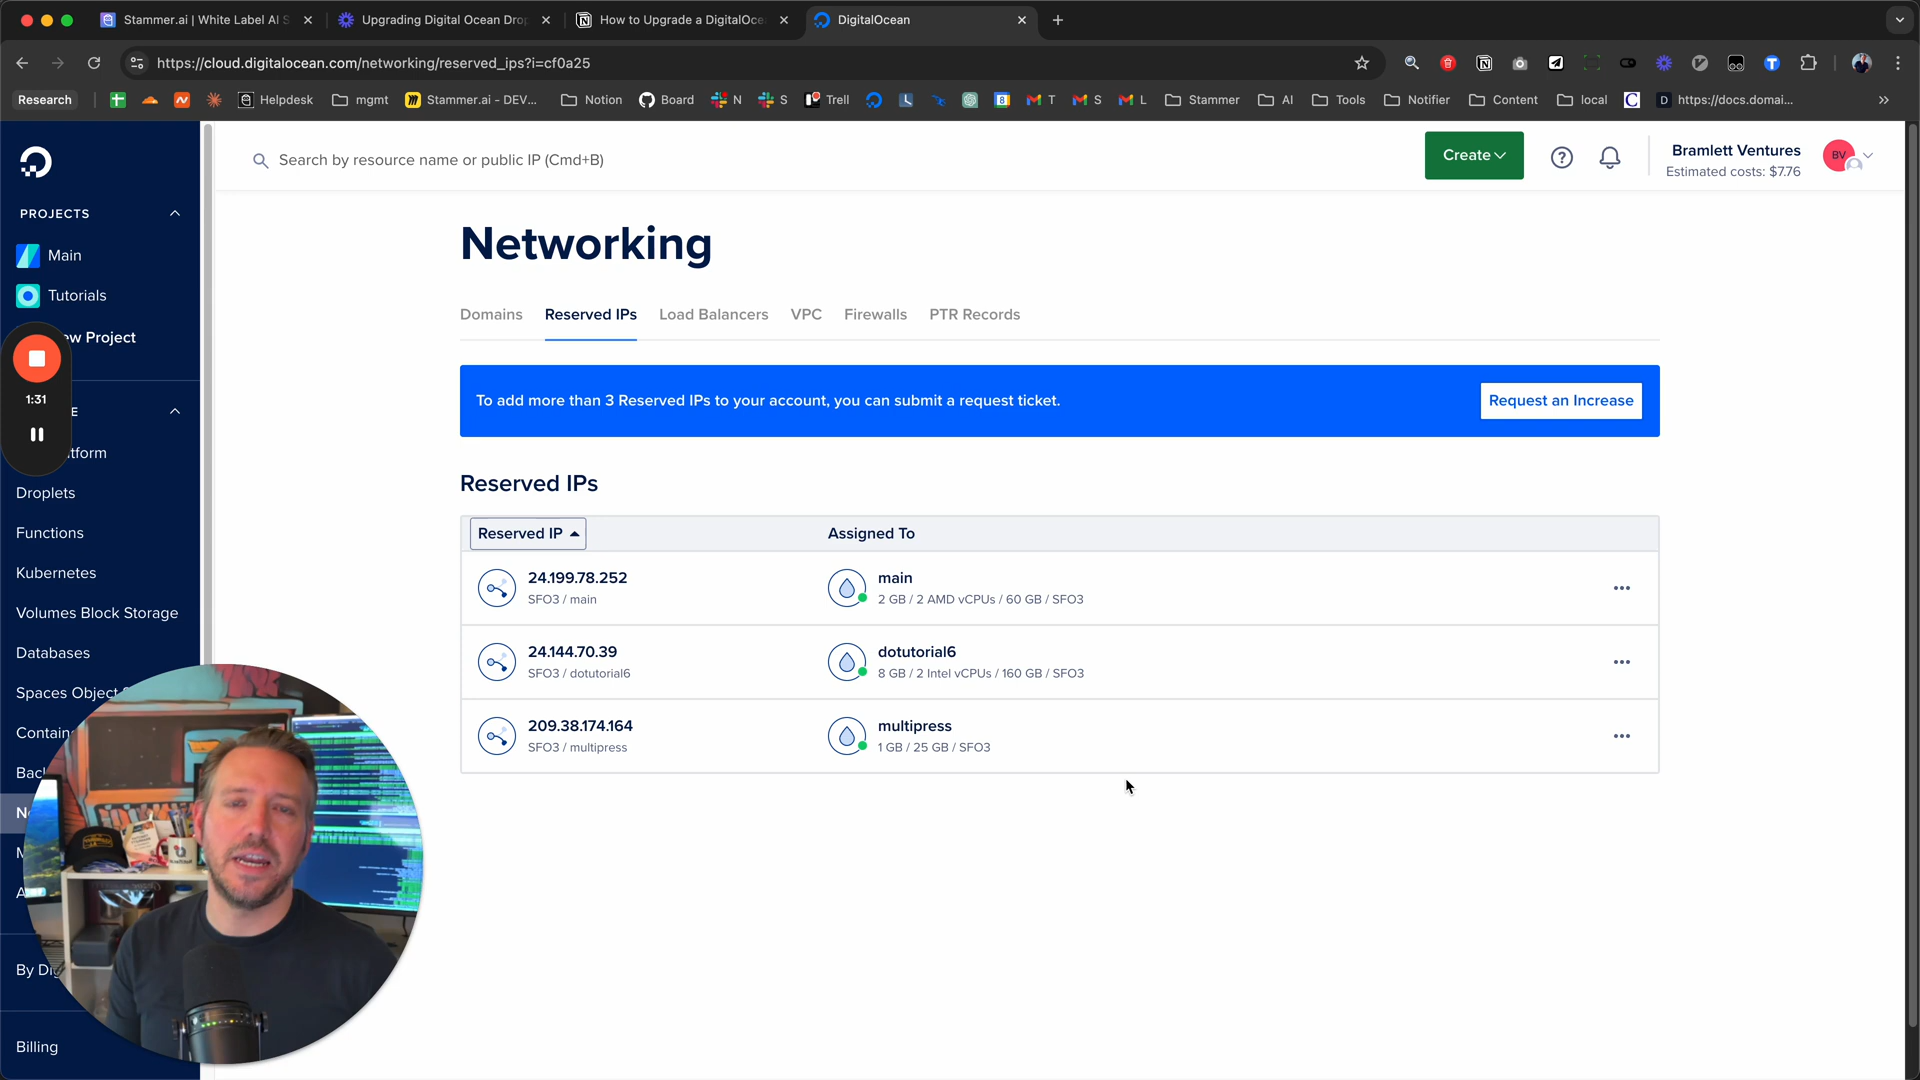 Stammer.ai | White Label AI S
Upgrading Digital Ocean Drop
How to Upgrade a DigitalOce
DigitalOcean
https://cloud.digitalocean.com/networking/reserved_ips?i=cf0a25
Research
Helpdesk
mgmt
Stammer.ai - DEV...
Notion
Board
N
S
Trell
T
S
L
Stammer
AI
Tools
Notifier
Content
local
https://docs.domai...
PROJECTS
Main
Tutorials
ew Project
1:31
E
tform
Droplets
Functions
Kubernetes
Volumes Block Storage
Databases
Spaces Object S
Contain
Bac
N
M
A
By Dig
Billing
Search by resource name or public IP (Cmd+B)
Create
Bramlett Ventures
Estimated costs: $7.76
BV
Networking
Domains
Reserved IPs
Load Balancers
VPC
Firewalls
PTR Records
To add more than 3 Reserved IPs to your account, you can submit a request ticket.
Request an Increase
Reserved IPs
Reserved IP
Assigned To
24.199.78.252
SFO3 / main
main
2 GB / 2 AMD vCPUs / 60 GB / SFO3
24.144.70.39
SFO3 / dotutorial6
dotutorial6
8 GB / 2 Intel vCPUs / 160 GB / SFO3
209.38.174.164
SFO3 / multipress
multipress
1 GB / 25 GB / SFO3